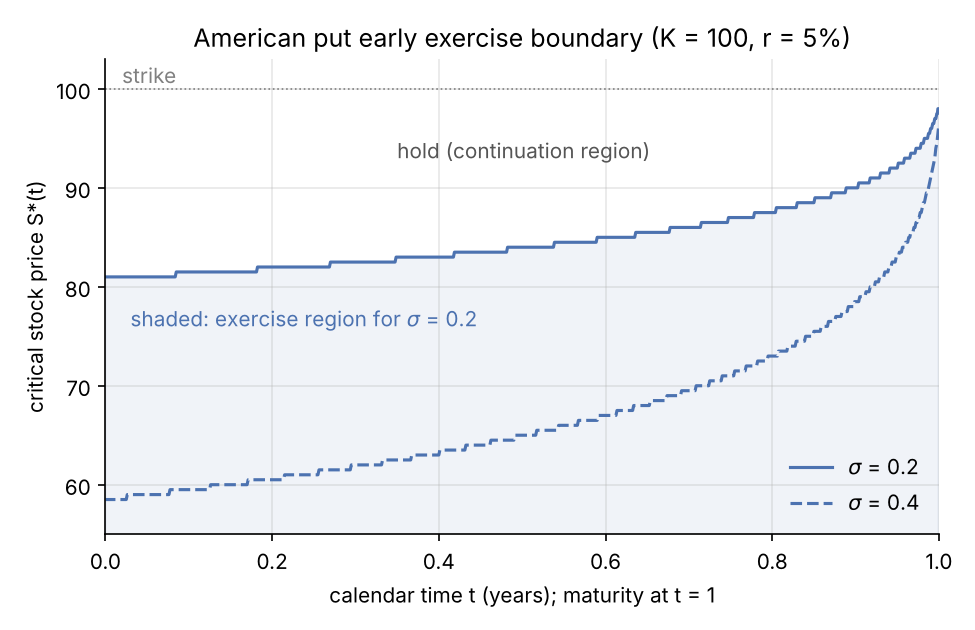 American put early exercise boundary (K = 100, r = 5%)
strike
hold (continuation region)
shaded: exercise region for σ = 0.2
critical stock price S*(t)
100
90
80
70
60
σ = 0.2
σ = 0.4
0.0
0.2
0.4
0.6
0.8
1.0
calendar time t (years); maturity at t = 1